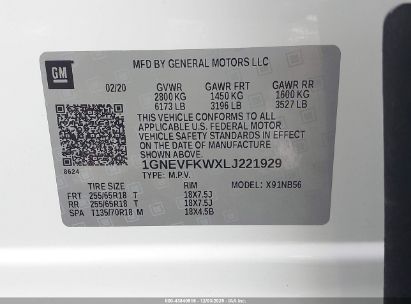 GM
MFD BY GENERAL MOTORS LLC
02/20 GVWR GAWR FRT GAWR RR
2800 KG 1450 KG 1600 KG
6173 LB 3196 LB 3527 LB
THIS VEHICLE CONFORMS TO ALL
APPLICABLE U.S. FEDERAL MOTOR
VEHICLE SAFETY STANDARDS IN
EFFECT ON THE DATE OF
MANUFACTURE SHOWN ABOVE.
1GNEVFKWXLJ221929
8624 TYPE: M.P.V.
TIRE SIZE RIM MODEL: X91NB56
FRT 255/65R18 T 18X7.5J
RR 255/65R18 T 18X7.5J
SPA T135/70R18 M 18X4.5B